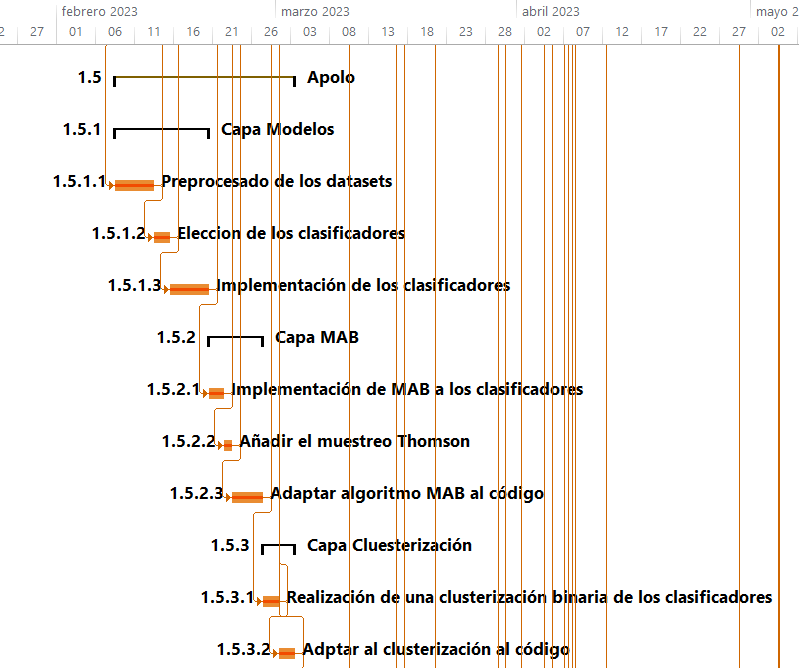 febrero 2023 marzo 2023 abril 2023 mayo 2
2 27 01 06 11 16 21 26 03 08 13 18 23 28 02 07 12 17 22 27 02
1.5 Apolo
1.5.1 Capa Modelos
1.5.1.1 Preprocesado de los datasets
1.5.1.2 Eleccion de los clasificadores
1.5.1.3 Implementación de los clasificadores
1.5.2 Capa MAB
1.5.2.1 Implementación de MAB a los clasificadores
1.5.2.2 Añadir el muestreo Thomson
1.5.2.3 Adaptar algoritmo MAB al código
1.5.3 Capa Cluesterización
1.5.3.1 Realización de una clusterización binaria de los clasificadores
1.5.3.2 Adptar al clusterización al código